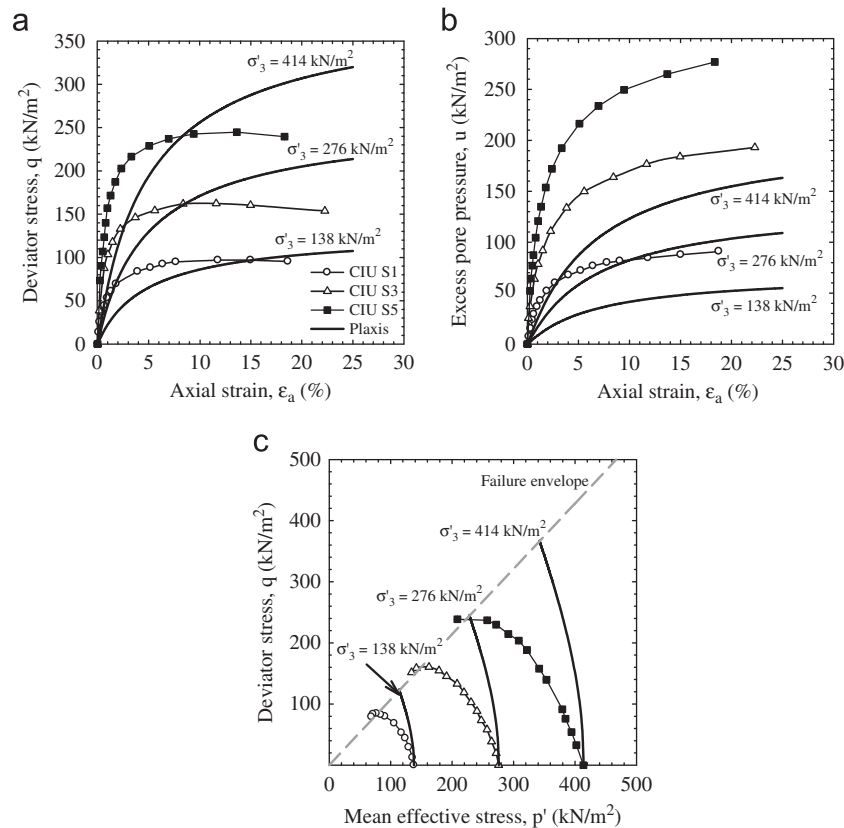 a
350
300
250
200
150
100
50
0
0 5 10 15 20 25 30
Deviator stress, q (kN/m²)
Axial strain, εₐ (%)
σ'₃ = 414 kN/m²
σ'₃ = 276 kN/m²
σ'₃ = 138 kN/m²
CIU S1
CIU S3
CIU S5
Plaxis
b
300
250
200
150
100
50
0
0 5 10 15 20 25 30
Excess pore pressure, u (kN/m²)
Axial strain, εₐ (%)
σ'₃ = 414 kN/m²
σ'₃ = 276 kN/m²
σ'₃ = 138 kN/m²
c
500
400
300
200
100
0 100 200 300 400 500
Deviator stress, q (kN/m²)
Mean effective stress, p' (kN/m²)
Failure envelope
σ'₃ = 414 kN/m²
σ'₃ = 276 kN/m²
σ'₃ = 138 kN/m²